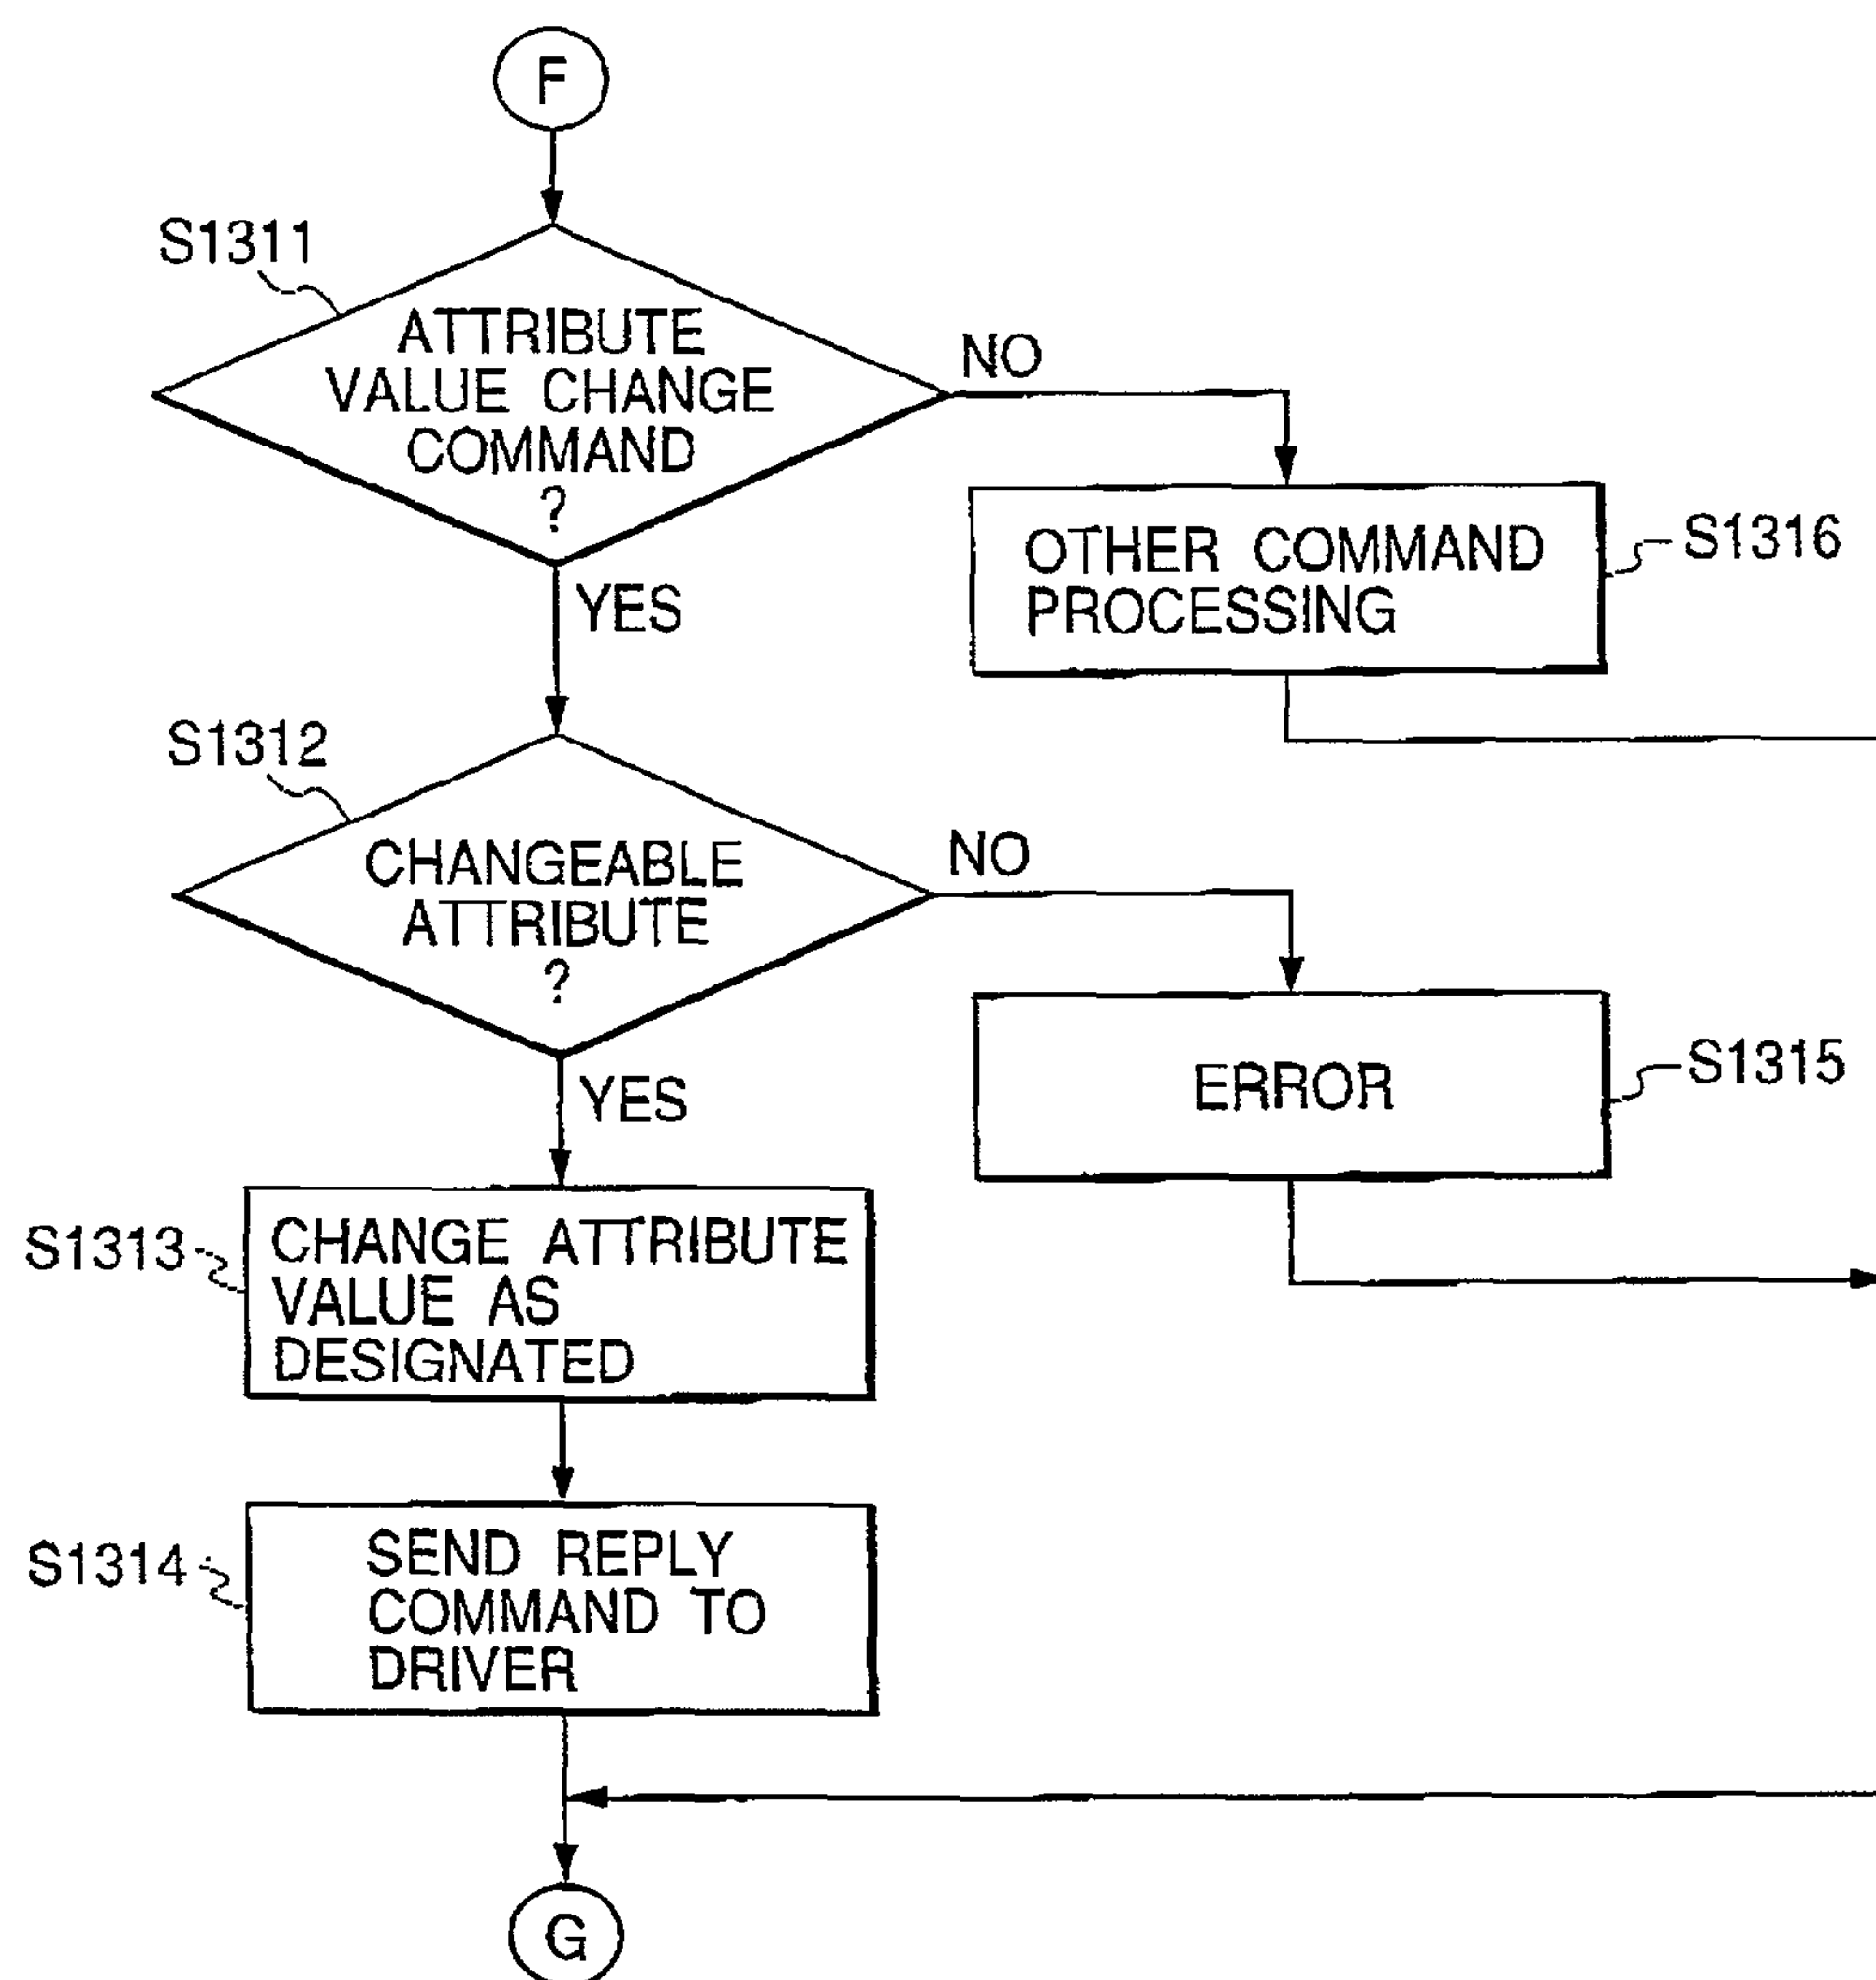 F
S1311
ATTRIBUTE
VALUE CHANGE
COMMAND
?
NO
YES
OTHER COMMAND
PROCESSING
S1316
S1312
CHANGEABLE
ATTRIBUTE
?
NO
YES
ERROR
S1315
S1313
CHANGE ATTRIBUTE
VALUE AS
DESIGNATED
S1314
SEND REPLY
COMMAND TO
DRIVER
G